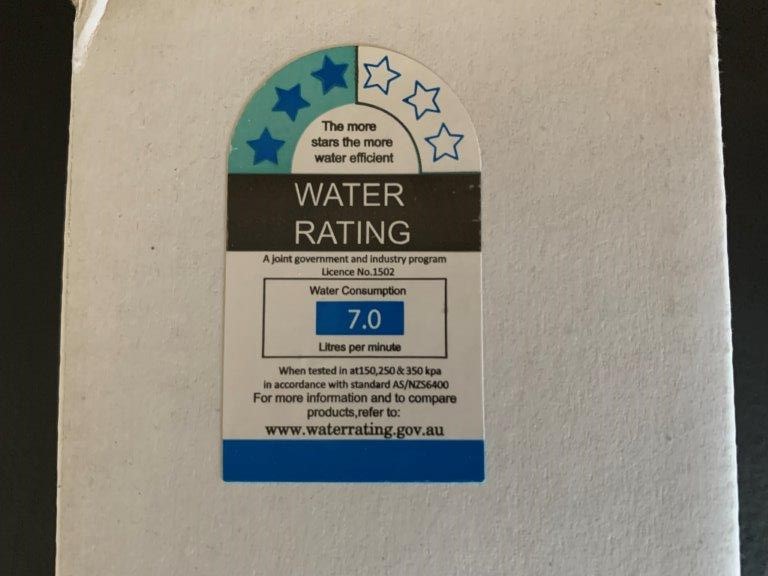 The more
stars the more
water efficient
WATER
RATING
A joint government and industry program
Licence No.1502
Water Consumption
7.0
Litres per minute
When tested in at150,250 & 350 kpa
in accordance with standard AS/NZS6400
For more information and to compare
products,refer to:
www.waterrating.gov.au